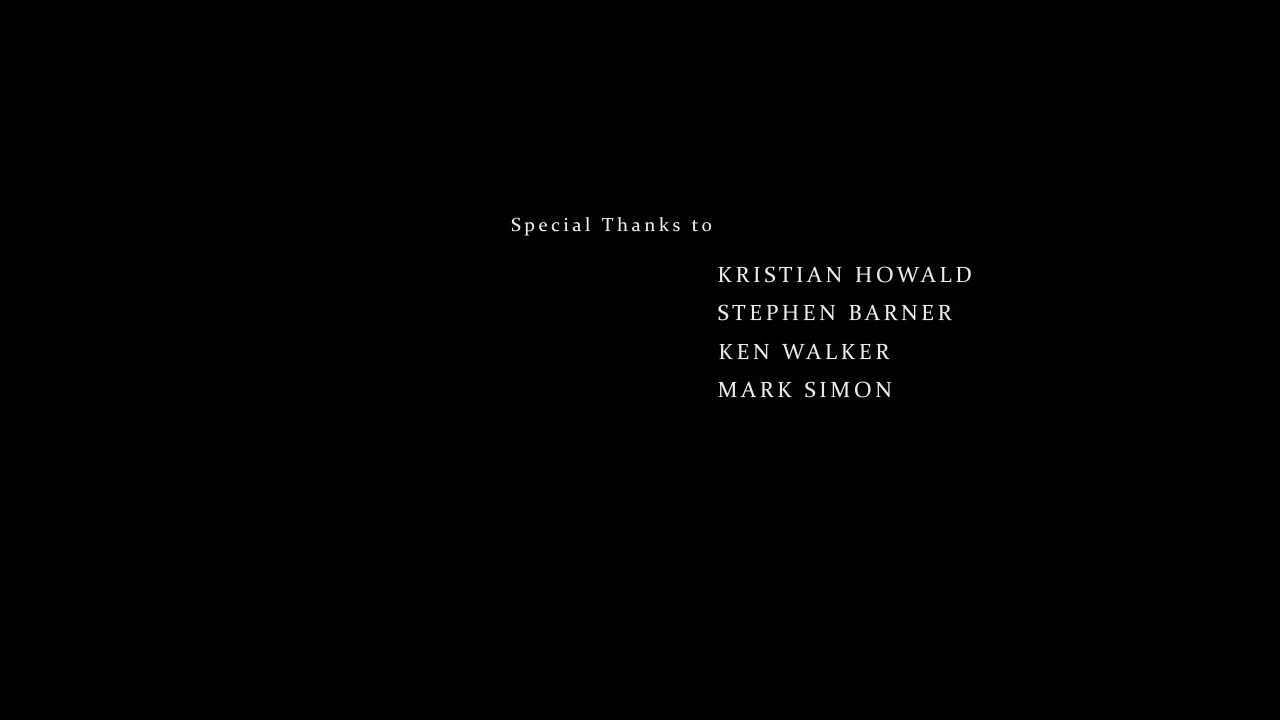 Special Thanks to
KRISTIAN HOWALD
STEPHEN BARNER
KEN WALKER
MARK SIMON